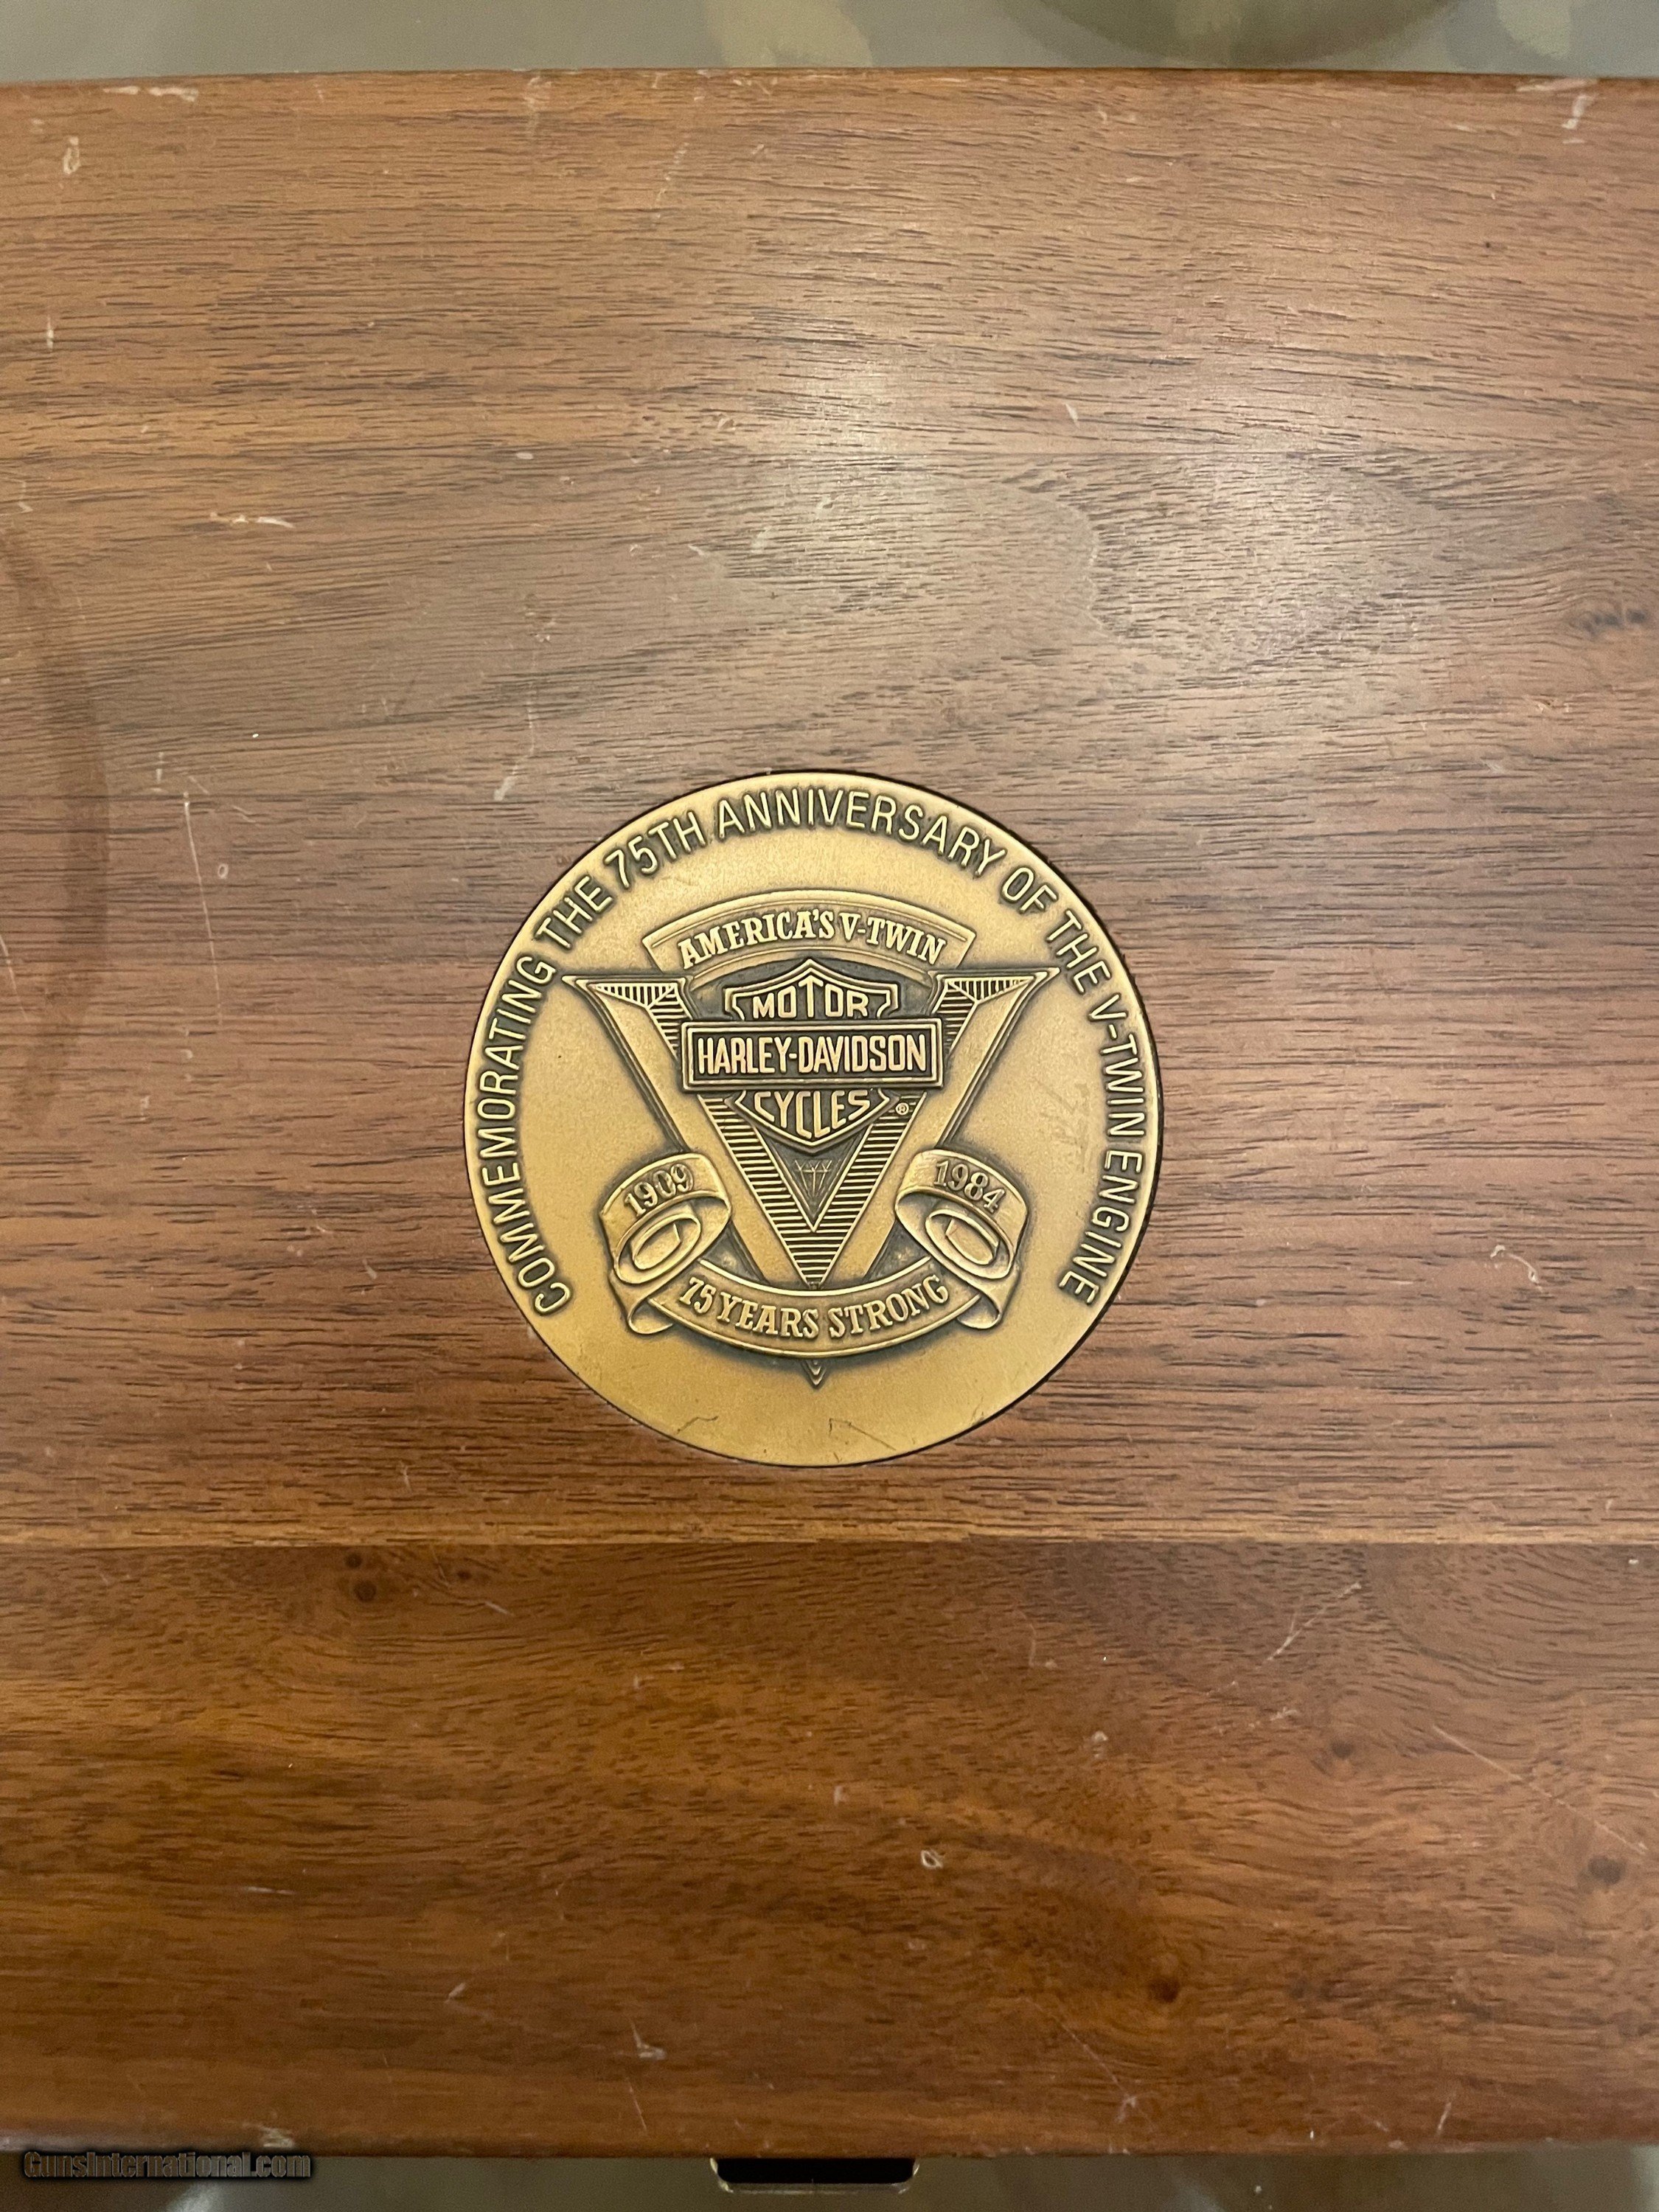 COMMEMORATING THE 75TH ANNIVERSARY OF THE V-TWIN ENGINE
AMERICA'S V-TWIN
MOTOR
HARLEY-DAVIDSON
CYCLES ®
1909 1984
75 YEARS STRONG
GunsInternational.com